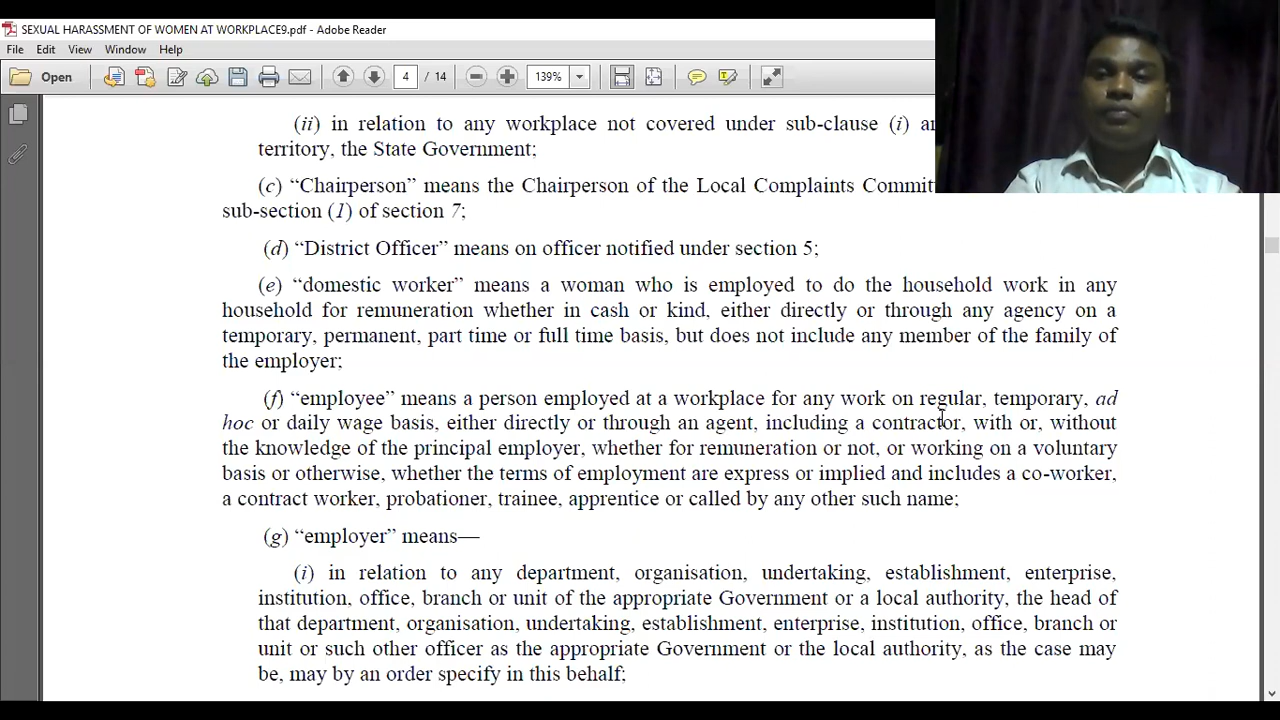 SEXUAL HARASSMENT OF WOMEN AT WORKPLACE9.pdf - Adobe Reader
File Edit View Window Help
Open 4 / 14 139%
(ii) in relation to any workplace not covered under sub-clause (i)
territory, the State Government;
(c) “Chairperson” means the Chairperson of the Local Complaints
sub-section (1) of section 7;
(d) “District Officer” means on officer notified under section 5;
(e) “domestic worker” means a woman who is employed to do the household work in any
household for remuneration whether in cash or kind, either directly or through any agency on a
temporary, permanent, part time or full time basis, but does not include any member of the family of
the employer;
(f) “employee” means a person employed at a workplace for any work on regular, temporary, ad
hoc or daily wage basis, either directly or through an agent, including a contractor, with or, without
the knowledge of the principal employer, whether for remuneration or not, or working on a voluntary
basis or otherwise, whether the terms of employment are express or implied and includes a co-worker,
a contract worker, probationer, trainee, apprentice or called by any other such name;
(g) “employer” means—
(i) in relation to any department, organisation, undertaking, establishment, enterprise,
institution, office, branch or unit of the appropriate Government or a local authority, the head of
that department, organisation, undertaking, establishment, enterprise, institution, office, branch or
unit or such other officer as the appropriate Government or the local authority, as the case may
be, may by an order specify in this behalf;